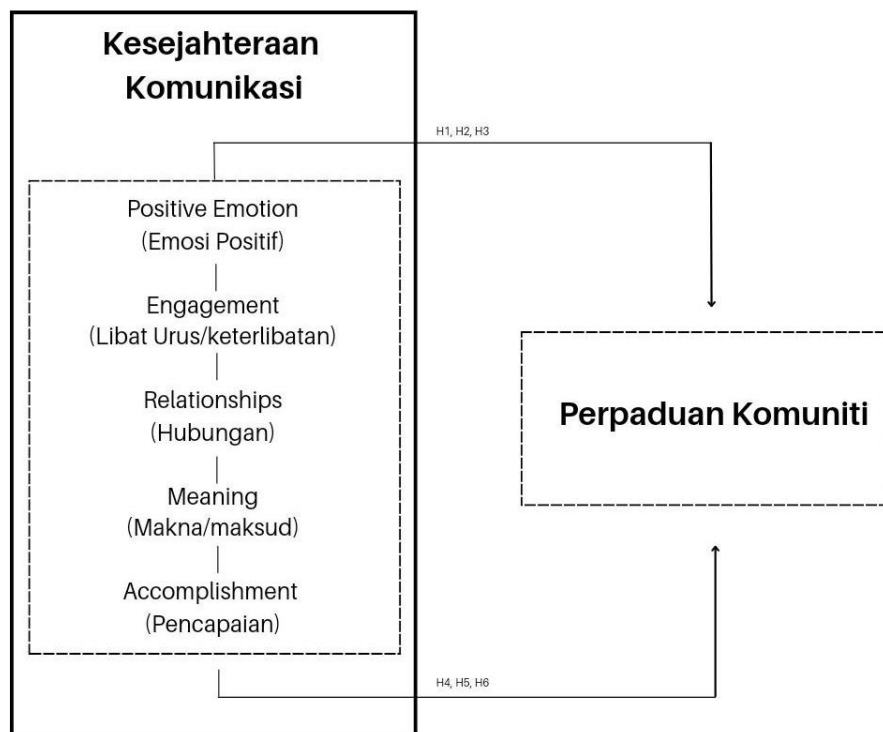 Kesejahteraan
Komunikasi
H1, H2, H3
Positive Emotion
(Emosi Positif)
Engagement
(Libat Urus/keterlibatan)
Relationships
(Hubungan)
Meaning
(Makna/maksud)
Accomplishment
(Pencapaian)
Perpaduan Komuniti
H4, H5, H6